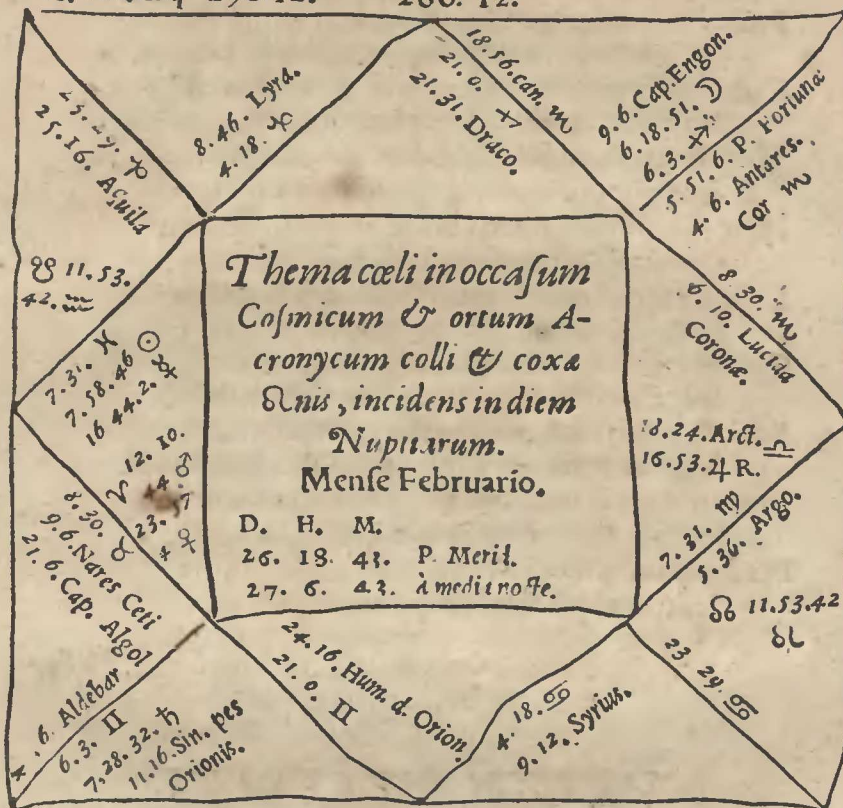 Thema cœli in occaſum
Coſmicum & ortum A-
cronycum colli & coxæ
♌nis, incidens in diem
Nuptiarum.
Menſe Februario.
D. H. M.
26. 18. 43. P. Merid.
27. 6. 43. à media nocte.
18.56. can. ♏
21. 0. ♐
21. 31. Draco.
8. 46. Lyra.
4. 18. ♑
23. 29. ♑
25. 16. Aquila
☋ 11. 53.
42. ♒
7. 31. ♓
7. 58. 46 ☉
16 44. 2. ☿
♈ 12. 10.
4. ♂
23. 7
4 ♀
8. 30. ♉
9. 6. Nares Ceti
21. 6. Cap. Algol
6. Aldebar
6. 3. ♊
7, 28. 32. ♄
11. 16. Sin. pes
Orionis.
24. 16. Hum. d. Orion.
21. 0. ♊
4. 18. ♋
9. 12. Syrius.
23. 29. ♋
☊ 11. 53. 42
♌
7. 31. ♍
5. 36. Argo.
18. 24. Arct. ♎
16. 53. ♃ R.
8. 30. ♏
6. 10. Lucida
Coronæ.
9. 6. Cap. Engon.
6. 18. 51. ☽
6. 3. ♐
5. 51. 6. P. Fortunæ
4. 6. Antares.
Cor ♏